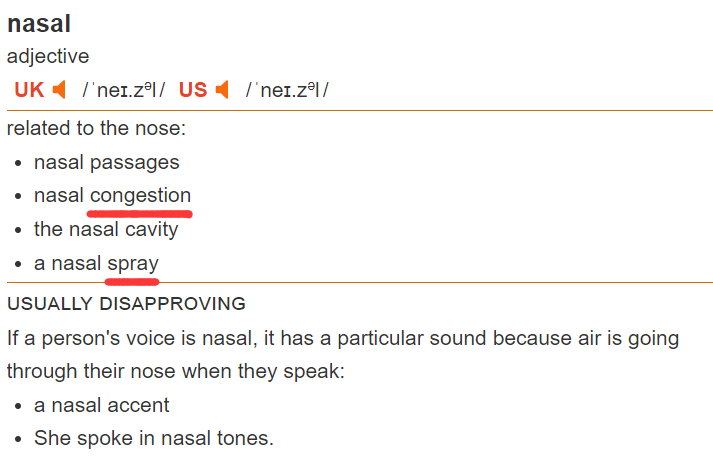 nasal
adjective
UK /ˈneɪ.zᵊl/ US /ˈneɪ.zᵊl/
related to the nose:
• nasal passages
• nasal congestion
• the nasal cavity
• a nasal spray
USUALLY DISAPPROVING
If a person's voice is nasal, it has a particular sound because air is going
through their nose when they speak:
• a nasal accent
• She spoke in nasal tones.